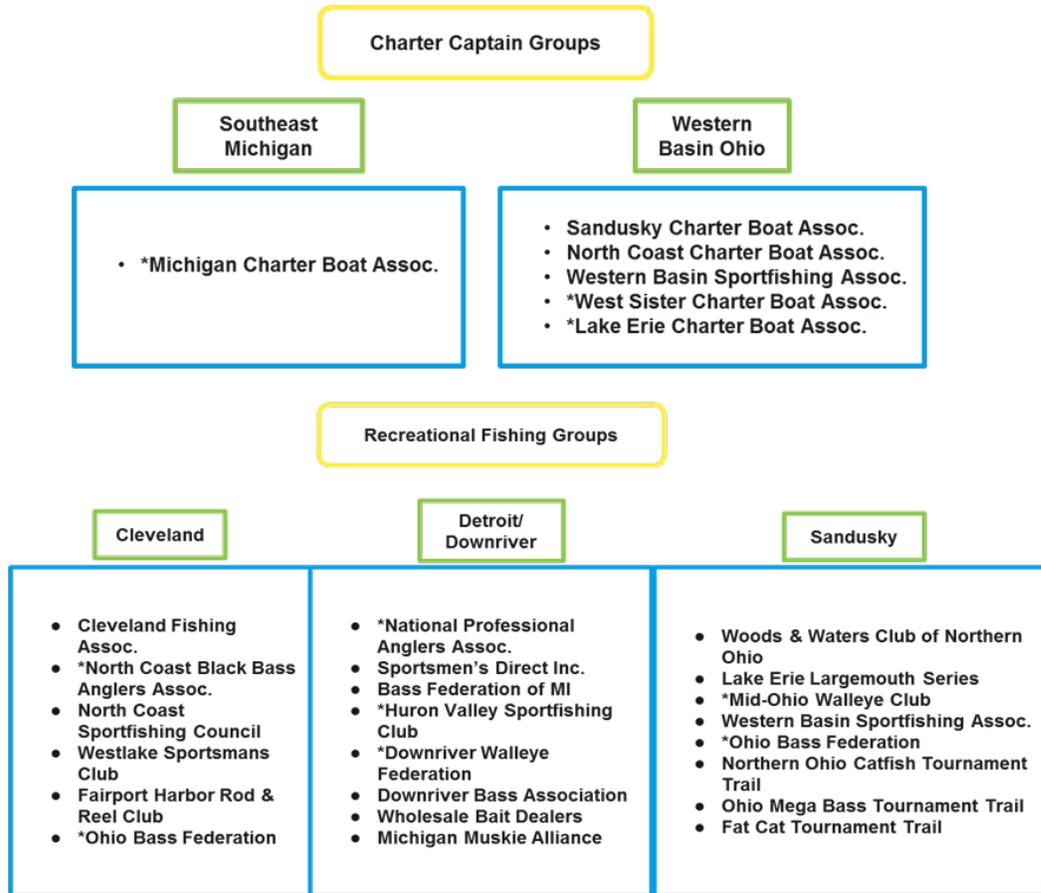 Charter Captain Groups
Southeast
Michigan
Western
Basin Ohio
• *Michigan Charter Boat Assoc.
• Sandusky Charter Boat Assoc.
• North Coast Charter Boat Assoc.
• Western Basin Sportfishing Assoc.
• *West Sister Charter Boat Assoc.
• *Lake Erie Charter Boat Assoc.
Recreational Fishing Groups
Cleveland
Detroit/
Downriver
Sandusky
● Cleveland Fishing
Assoc.
● *North Coast Black Bass
Anglers Assoc.
● North Coast
Sportfishing Council
● Westlake Sportsmans
Club
● Fairport Harbor Rod &
Reel Club
● *Ohio Bass Federation
● *National Professional
Anglers Assoc.
● Sportsmen's Direct Inc.
● Bass Federation of MI
● *Huron Valley Sportfishing
Club
● *Downriver Walleye
Federation
● Downriver Bass Association
● Wholesale Bait Dealers
● Michigan Muskie Alliance
● Woods & Waters Club of Northern
Ohio
● Lake Erie Largemouth Series
● *Mid-Ohio Walleye Club
● Western Basin Sportfishing Assoc.
● *Ohio Bass Federation
● Northern Ohio Catfish Tournament
Trail
● Ohio Mega Bass Tournament Trail
● Fat Cat Tournament Trail